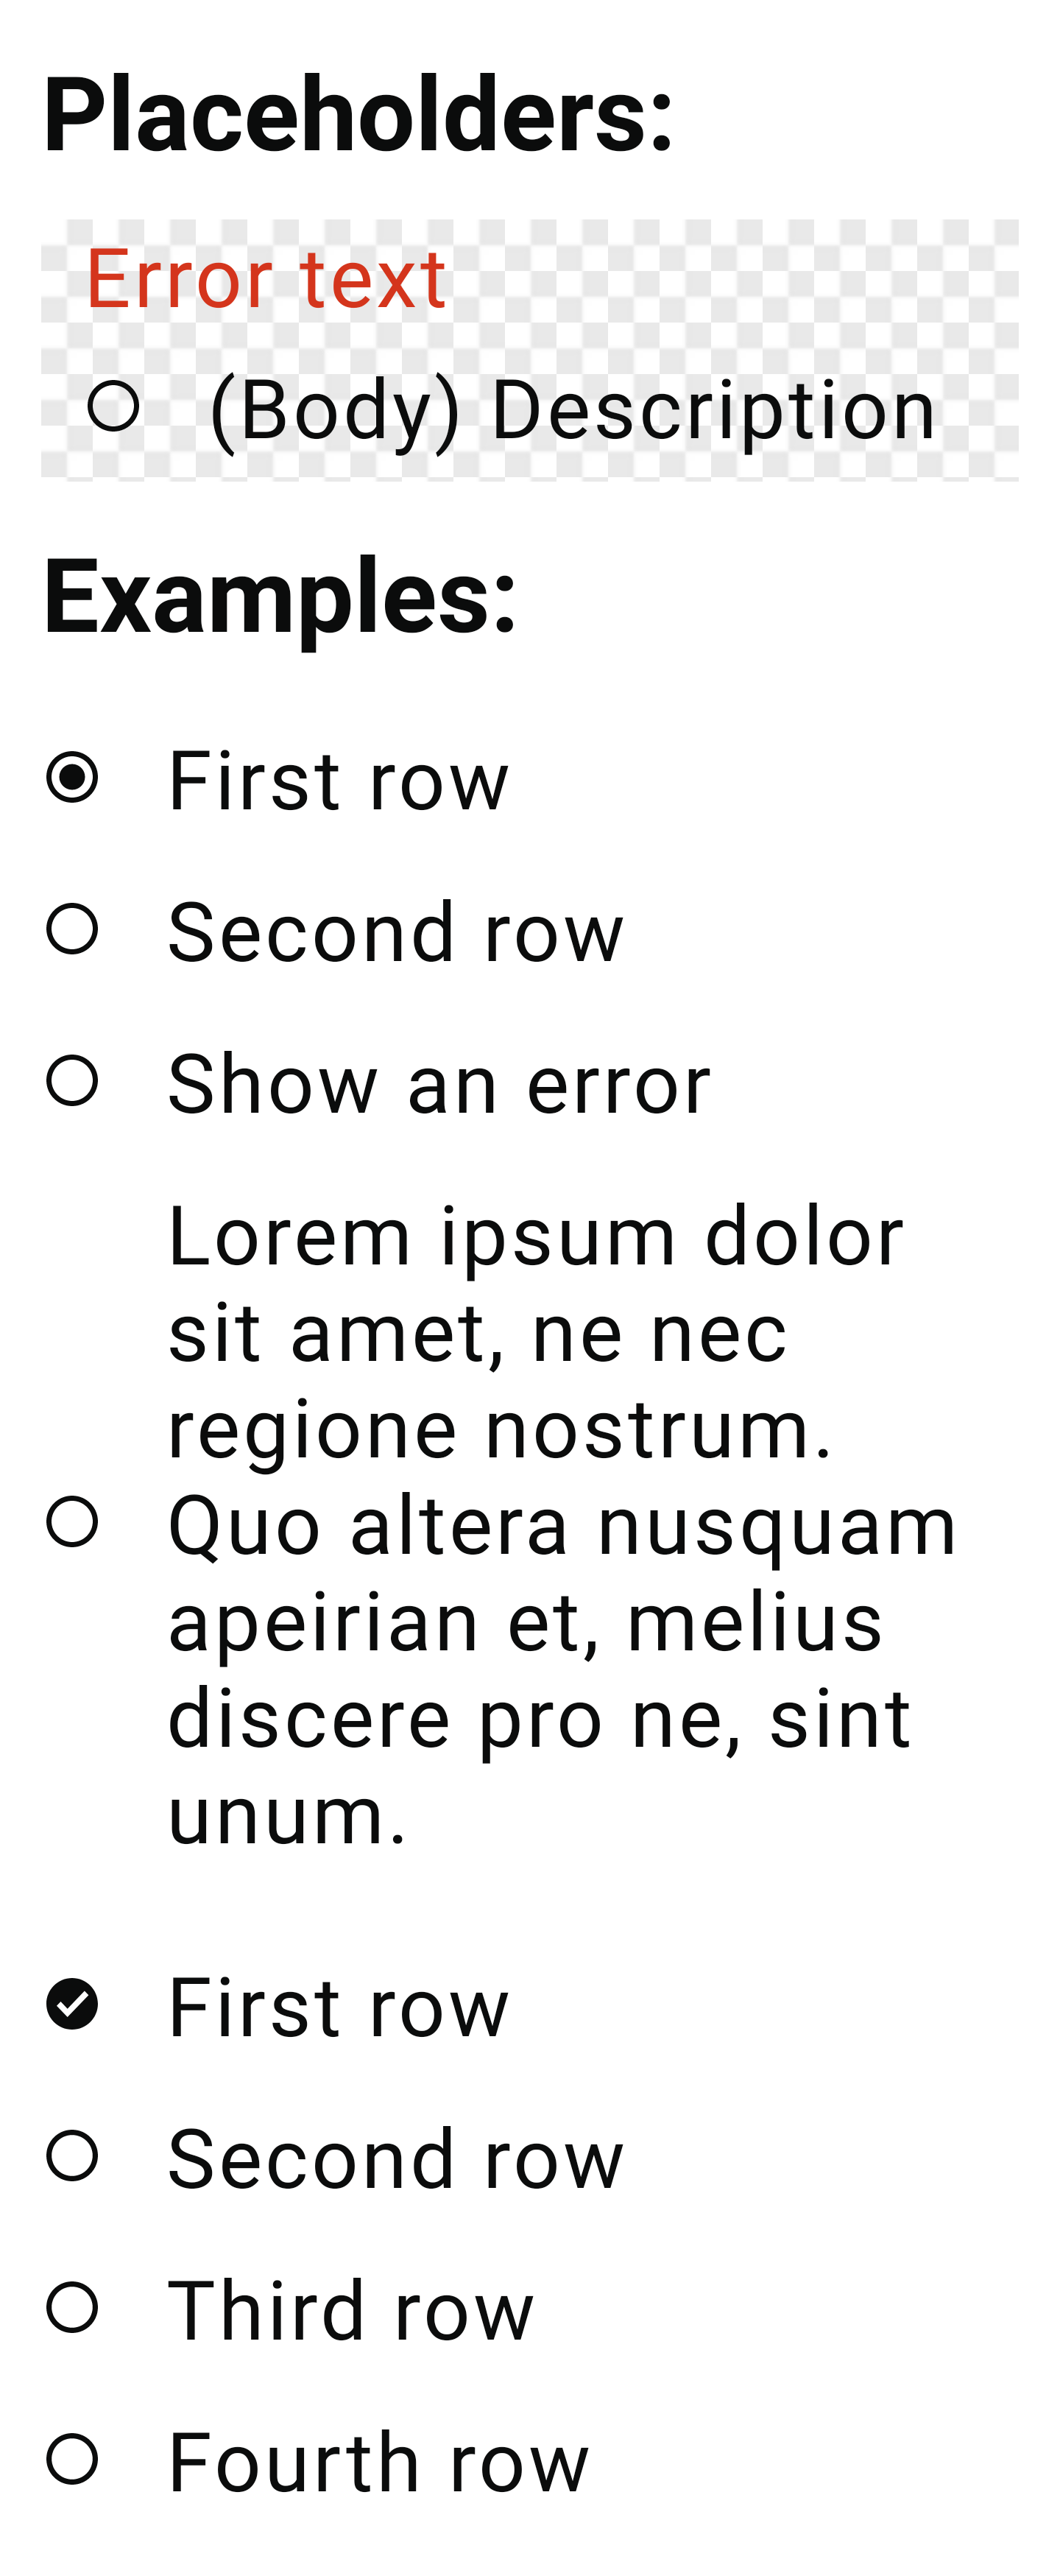 Placeholders:
Error text
(Body) Description
Examples:
First row
Second row
Show an error
Lorem ipsum dolor
sit amet, ne nec
regione nostrum.
Quo altera nusquam
apeirian et, melius
discere pro ne, sint
unum.
First row
Second row
Third row
Fourth row